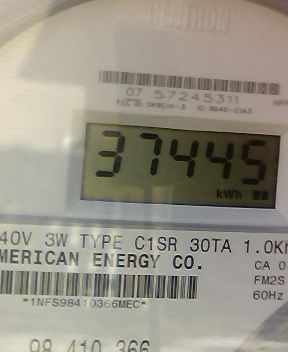 CENTRON
07 57245311
37445
kWh
40V 3W TYPE C1SR 30TA 1.0K
MERICAN ENERGY CO.
CA 0
FM2S
60Hz
*1NFS98410366MEC*
98 410 366